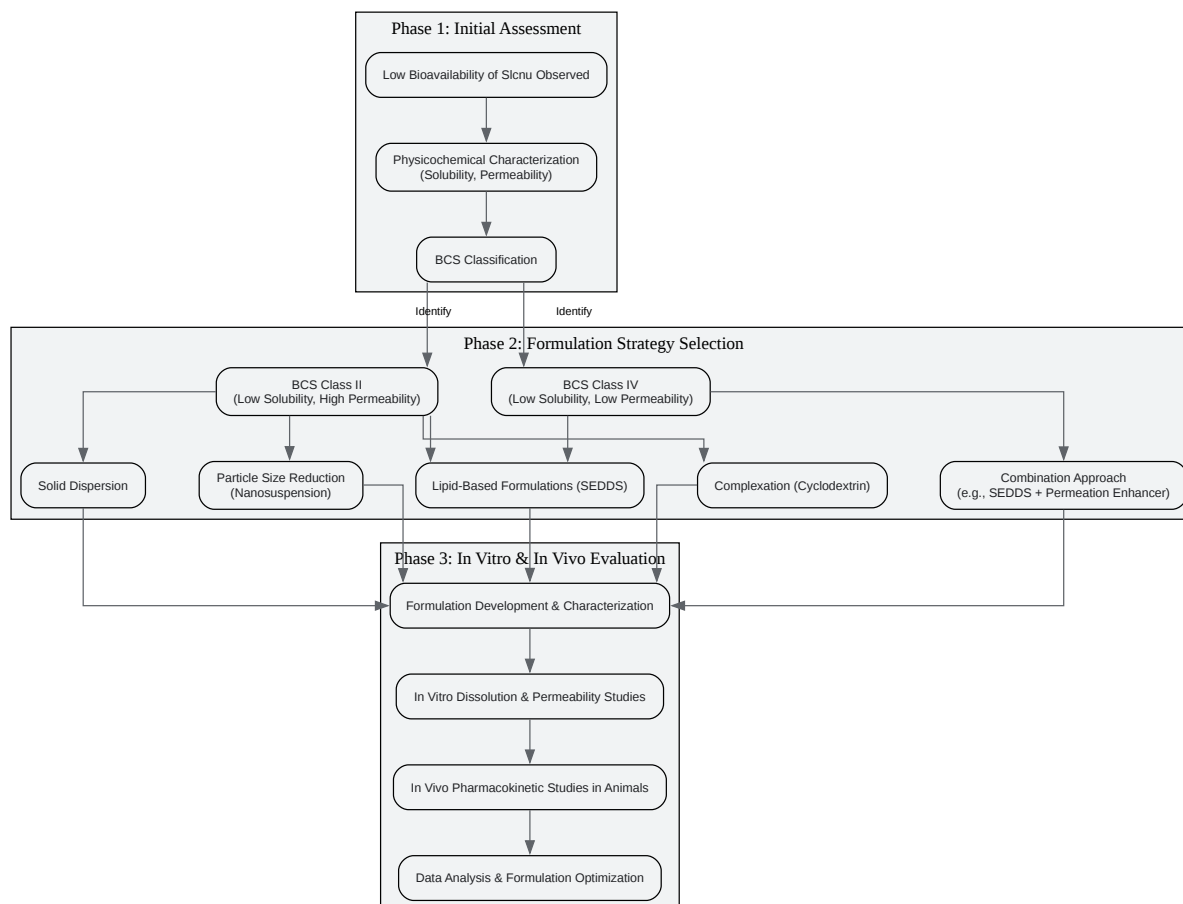 Phase 1: Initial Assessment
Low Bioavailability of Slcnu Observed
Physicochemical Characterization
(Solubility, Permeability)
BCS Classification
Identify
Identify
Phase 2: Formulation Strategy Selection
BCS Class II
(Low Solubility, High Permeability)
BCS Class IV
(Low Solubility, Low Permeability)
Solid Dispersion
Particle Size Reduction
(Nanosuspension)
Lipid-Based Formulations (SEDDS)
Complexation (Cyclodextrin)
Combination Approach
(e.g., SEDDS + Permeation Enhancer)
Phase 3: In Vitro & In Vivo Evaluation
Formulation Development & Characterization
In Vitro Dissolution & Permeability Studies
In Vivo Pharmacokinetic Studies in Animals
Data Analysis & Formulation Optimization